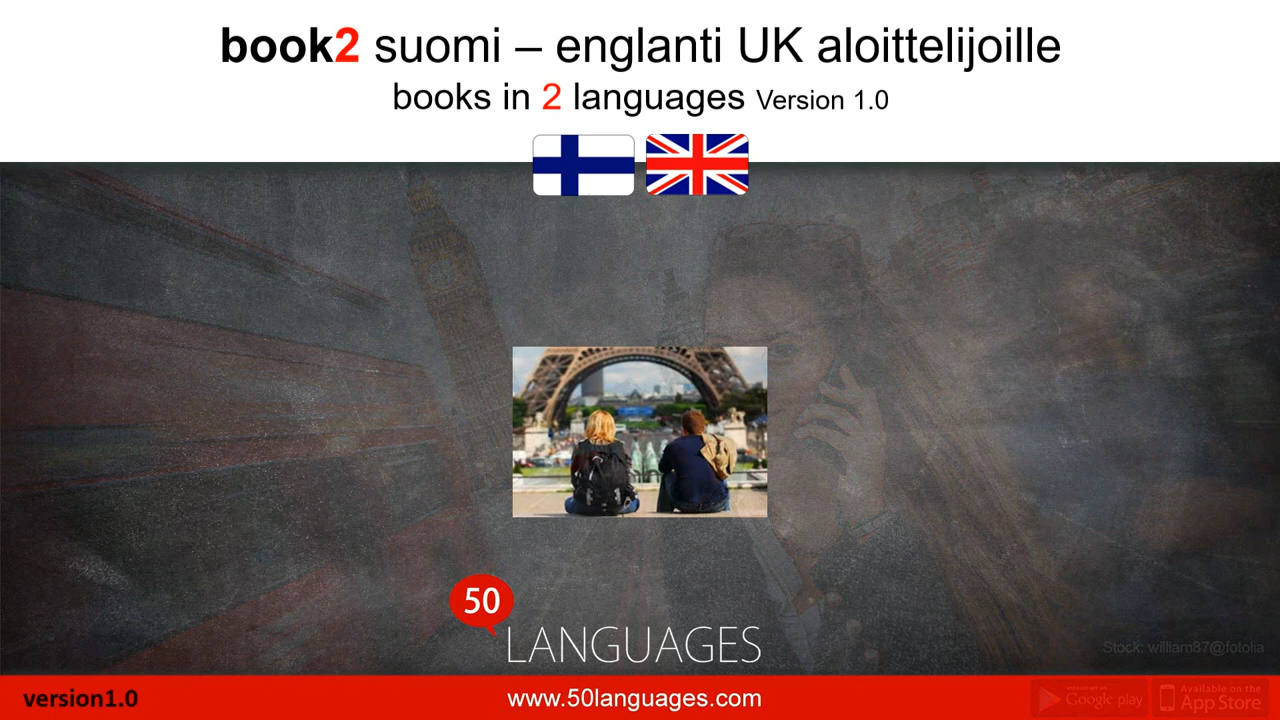 book2 suomi – englanti UK aloittelijoille
books in 2 languages Version 1.0
50
LANGUAGES
Stock: william87@fotolia
version1.0
www.50languages.com
Google play
Available on the
App Store